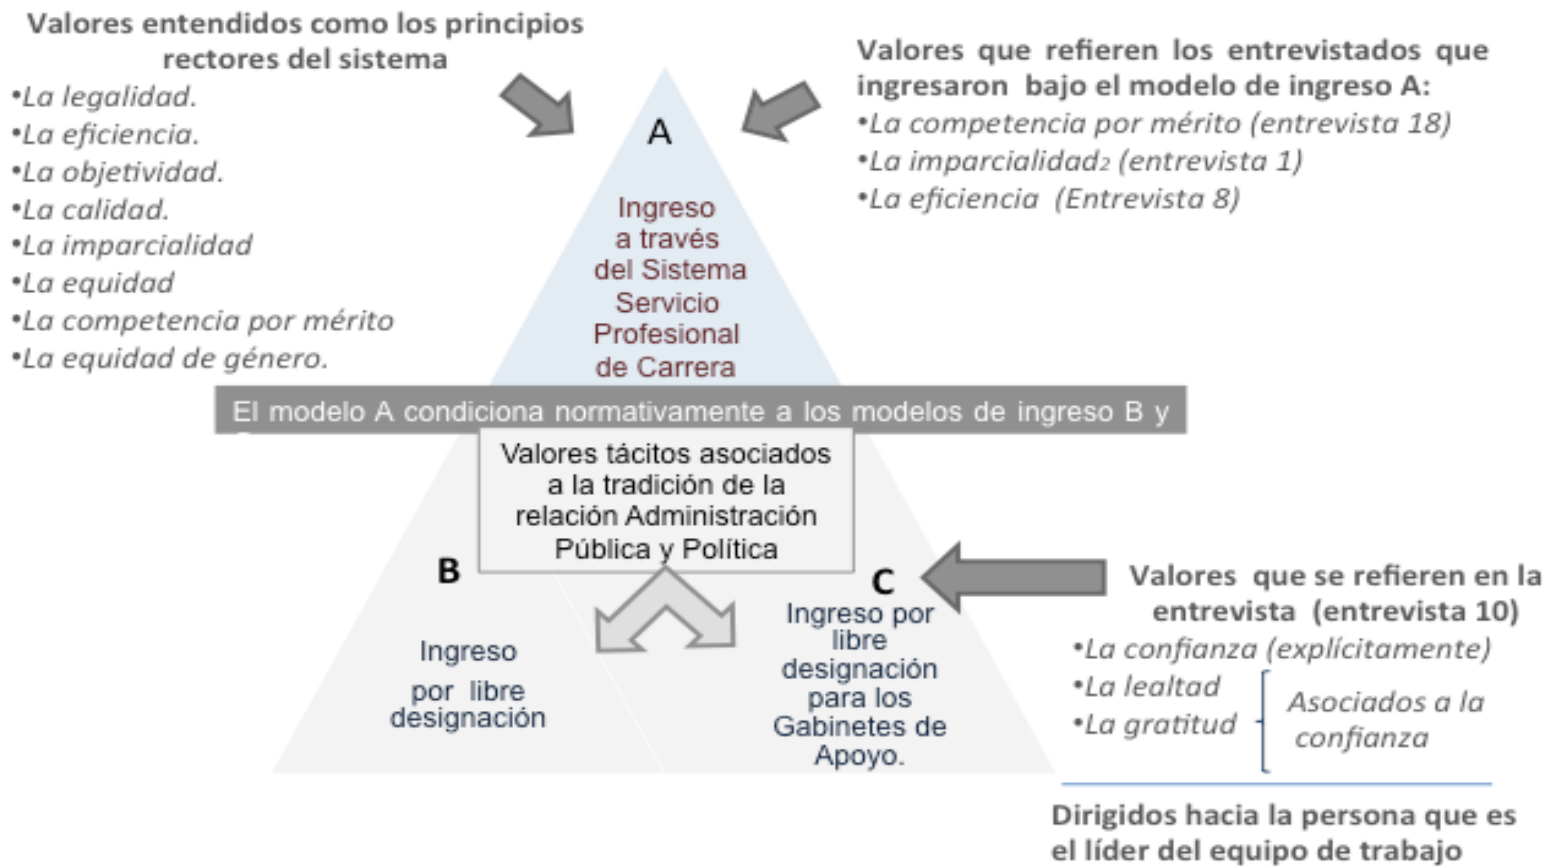 Valores entendidos como los principios
rectores del sistema
•La legalidad.
•La eficiencia.
•La objetividad.
•La calidad.
•La imparcialidad
•La equidad
•La competencia por mérito
•La equidad de género.
Valores que refieren los entrevistados que
ingresaron bajo el modelo de ingreso A:
•La competencia por mérito (entrevista 18)
•La imparcialidad₂ (entrevista 1)
•La eficiencia (Entrevista 8)
A
Ingreso
a través
del Sistema
Servicio
Profesional
de Carrera
El modelo A condiciona normativamente a los modelos de ingreso B y
Valores tácitos asociados
a la tradición de la
relación Administración
Pública y Política
B
Ingreso
por libre
designación
C
Ingreso por
libre
designación
para los
Gabinetes de
Apoyo.
Valores que se refieren en la
entrevista (entrevista 10)
•La confianza (explícitamente)
•La lealtad
•La gratitud
Asociados a la
confianza
Dirigidos hacia la persona que es
el líder del equipo de trabajo